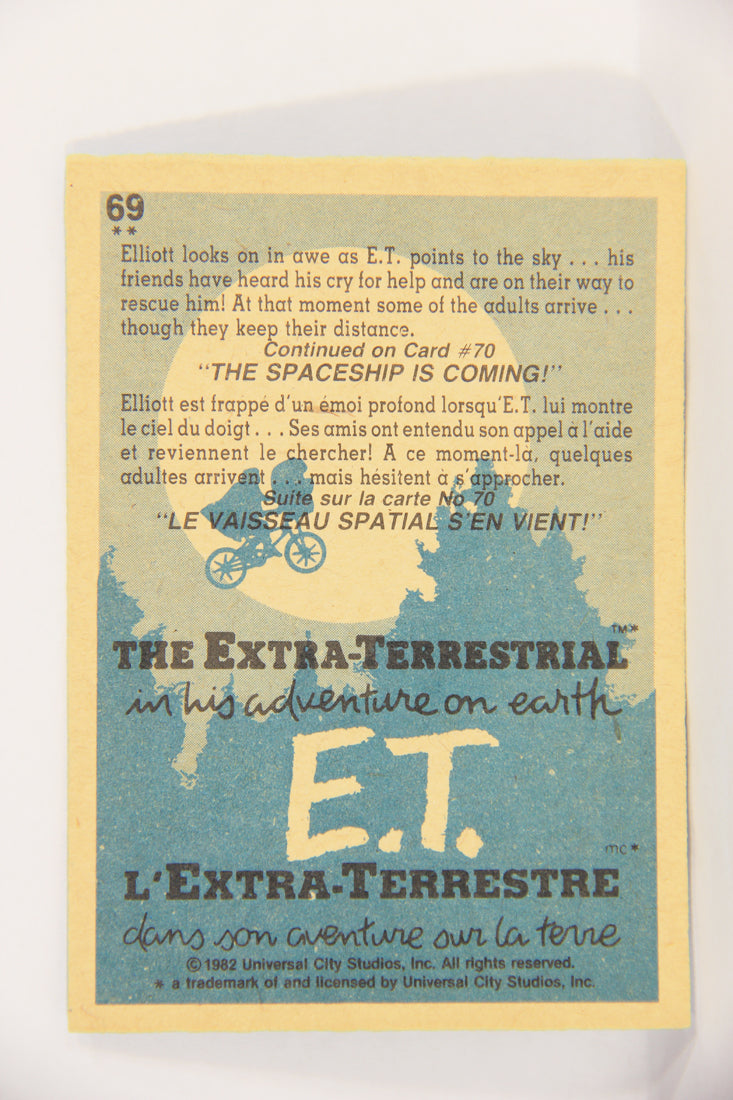 69
**
Elliott looks on in awe as E.T. points to the sky . . . his
friends have heard his cry for help and are on their way to
rescue him! At that moment some of the adults arrive . . .
though they keep their distance.
Continued on Card #70
"THE SPACESHIP IS COMING!"
Elliott est frappé d'un émoi profond lorsqu'E.T. lui montre
le ciel du doigt . . . Ses amis ont entendu son appel à l'aide
et reviennent le chercher! A ce moment-là, quelques
adultes arrivent . . . mais hésitent à s'approcher.
Suite sur la carte No 70
"LE VAISSEAU SPATIAL S'EN VIENT!"
THE EXTRA-TERRESTRIAL TM*
in his adventure on earth
E.T.
L'EXTRA-TERRESTRE mc*
dans son aventure sur la terre
© 1982 Universal City Studios, Inc. All rights reserved.
* a trademark of and licensed by Universal City Studios, Inc.